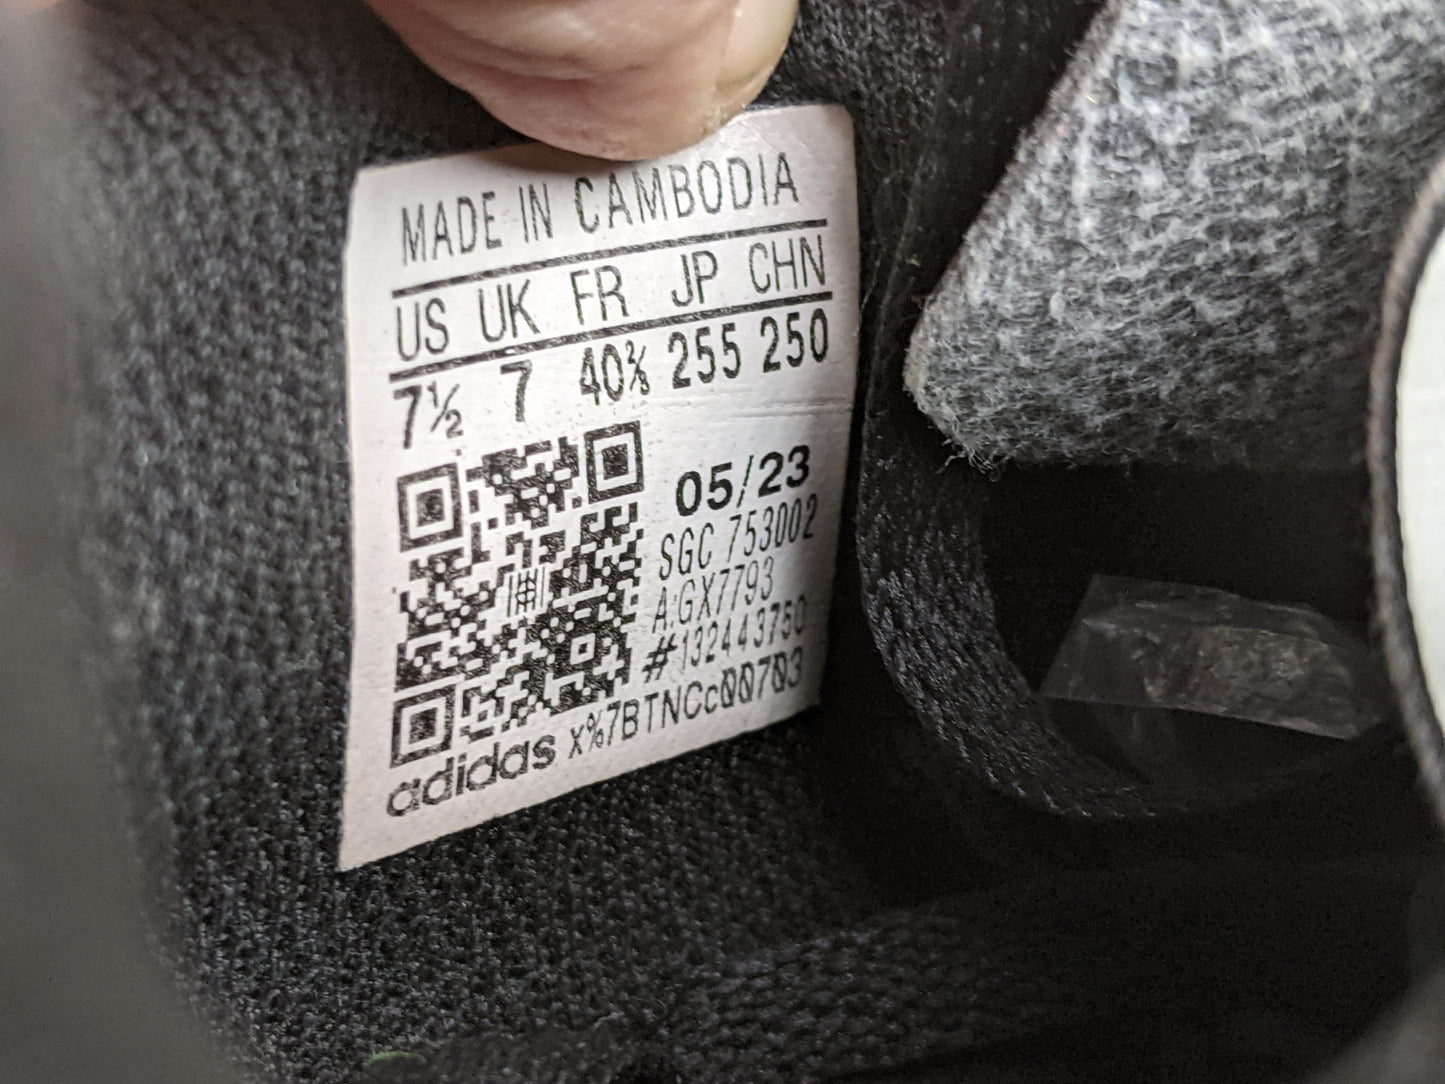 MADE IN CAMBODIA
US UK FR JP CHN
7½ 7 40⅔ 255 250
05/23
SGC 753002
A:GX7793
#132443750
adidas x%7BTNCc00703